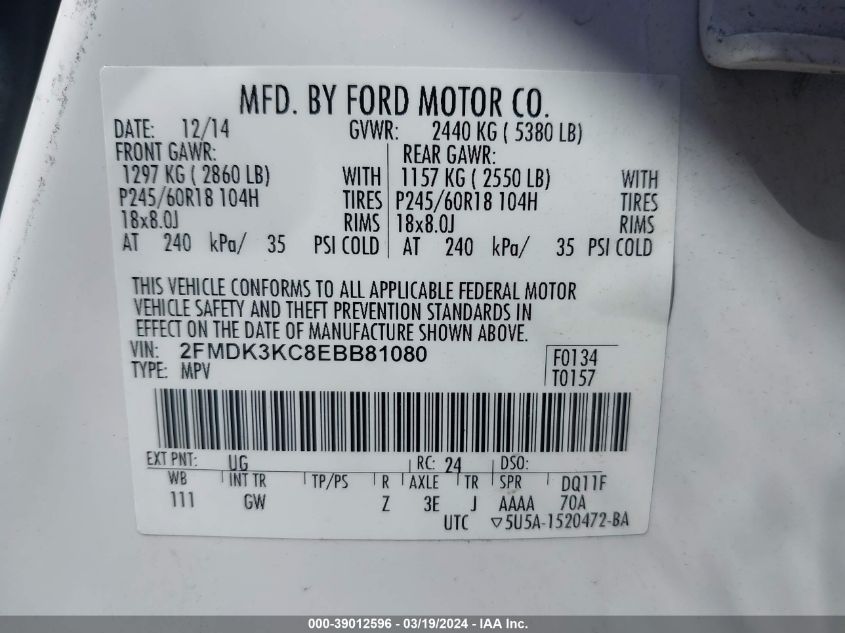 MFD. BY FORD MOTOR CO.
DATE: 12/14 GVWR: 2440 KG ( 5380 LB)
FRONT GAWR: REAR GAWR:
1297 KG ( 2860 LB) WITH 1157 KG ( 2550 LB) WITH
P245/60R18 104H TIRES P245/60R18 104H TIRES
18x8.0J RIMS 18x8.0J RIMS
AT 240 kPa/ 35 PSI COLD AT 240 kPa/ 35 PSI COLD
THIS VEHICLE CONFORMS TO ALL APPLICABLE FEDERAL MOTOR
VEHICLE SAFETY AND THEFT PREVENTION STANDARDS IN
EFFECT ON THE DATE OF MANUFACTURE SHOWN ABOVE.
VIN: 2FMDK3KC8EBB81080 F0134
TYPE: MPV T0157
EXT PNT: UG RC: 24 DSO:
WB INT TR TP/PS R AXLE TR SPR DQ11F
111 GW Z 3E J AAAA 70A
UTC ▽5U5A-1520472-BA
000-39012596 - 03/19/2024 - IAA Inc.